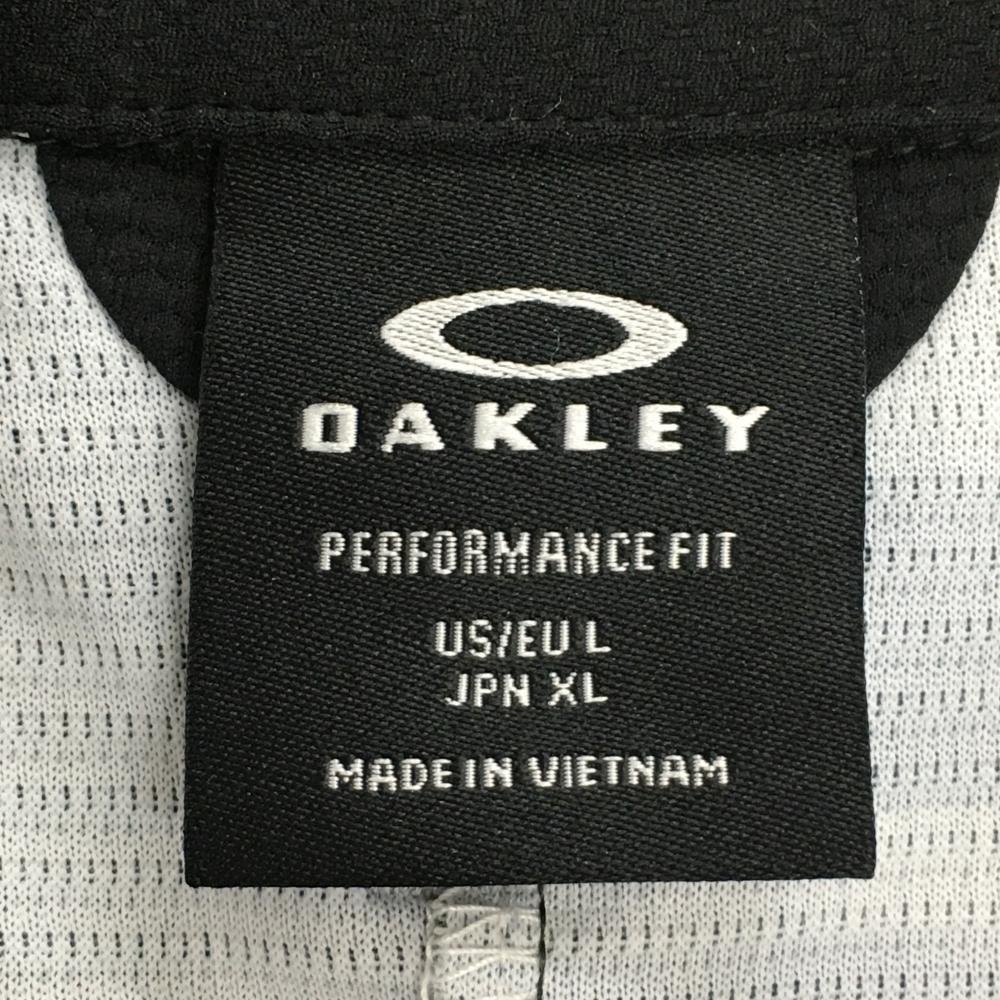 OAKLEY
PERFORMANCE FIT
US/EU L
JPN XL
MADE IN VIETNAM